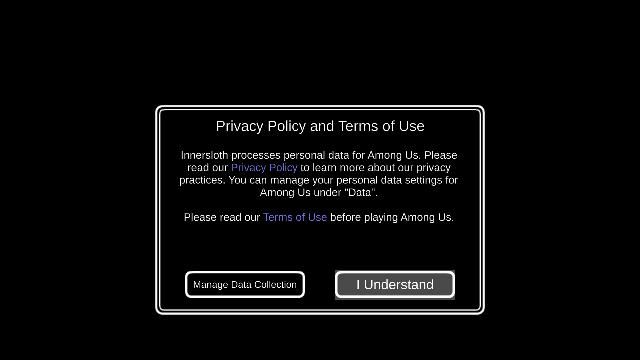 Privacy Policy and Terms of Use
Innersloth processes personal data for Among Us. Please
read our Privacy Policy to learn more about our privacy
practices. You can manage your personal data settings for
Among Us under "Data".
Please read our Terms of Use before playing Among Us.
Manage Data Collection
I Understand